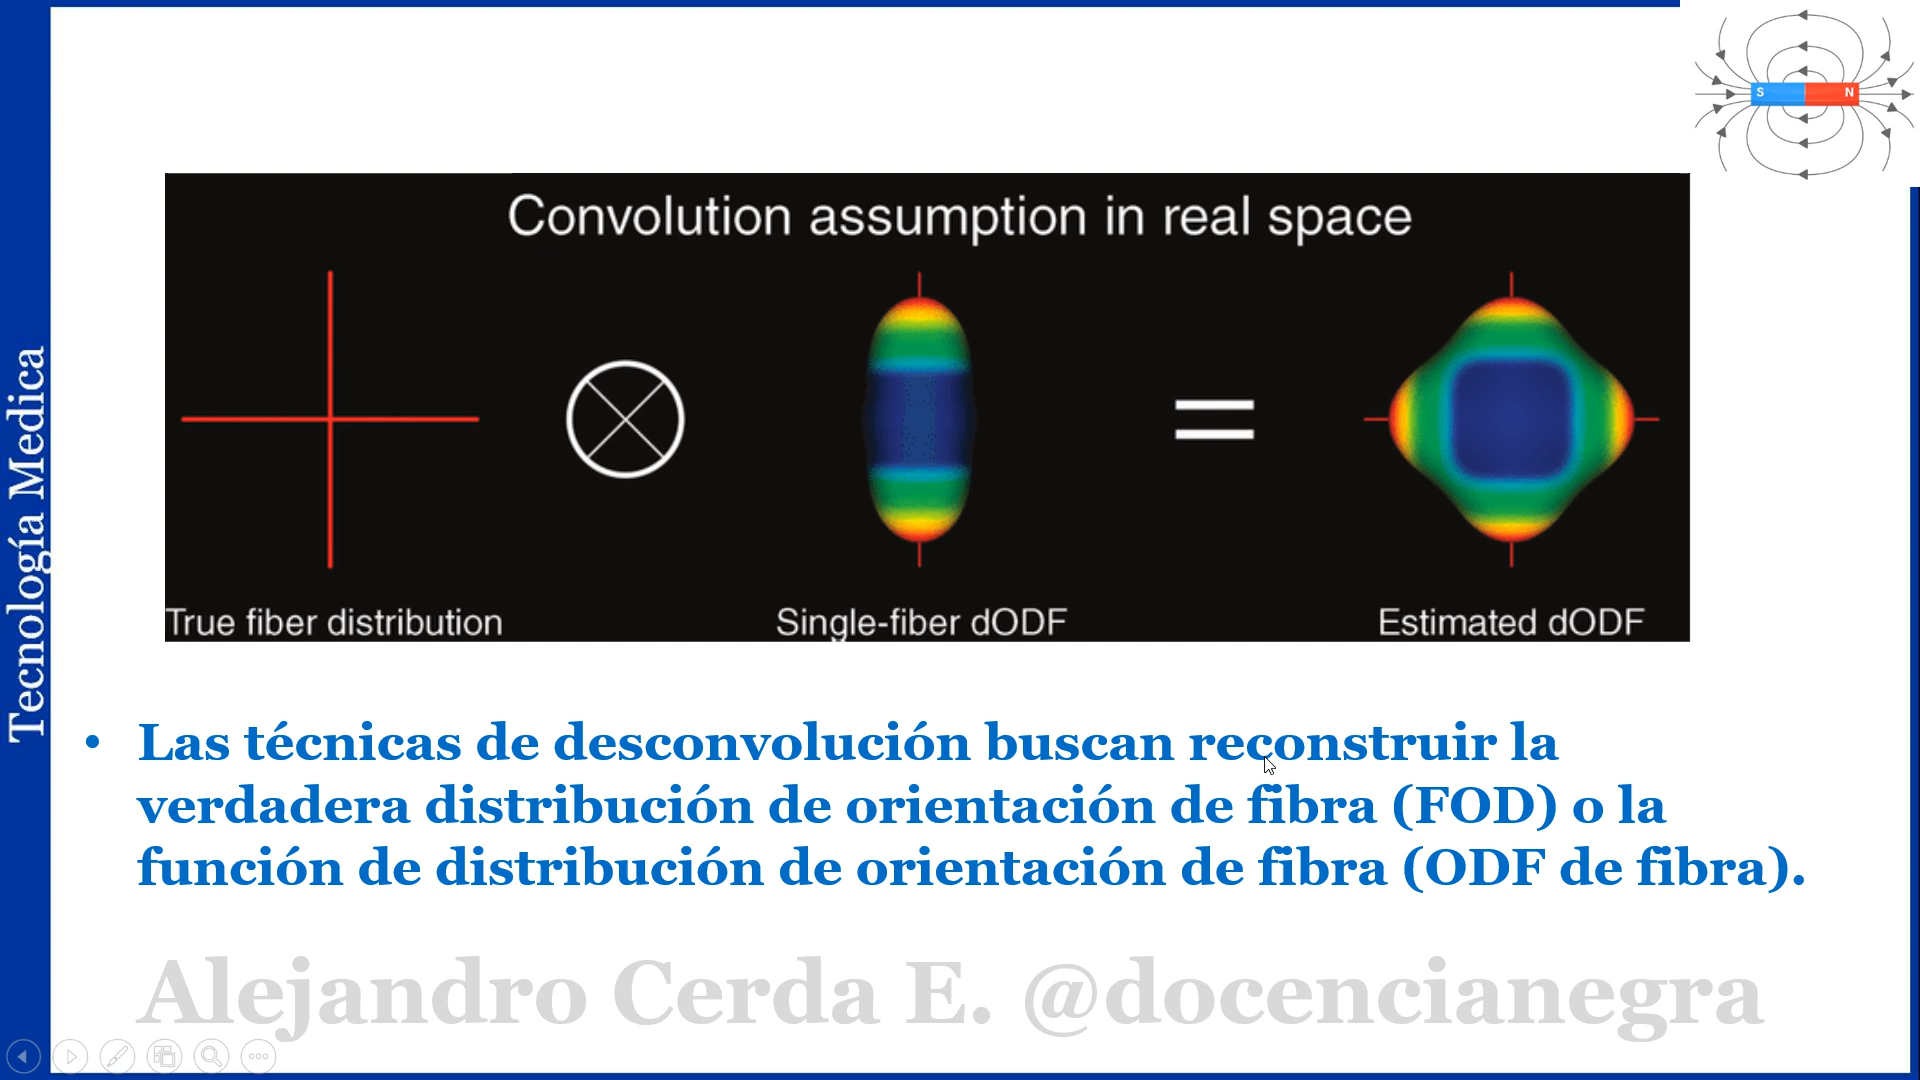 S N
Convolution assumption in real space
True fiber distribution
Single-fiber dODF
Estimated dODF
Tecnología Medica
• Las técnicas de desconvolución buscan reconstruir la
verdadera distribución de orientación de fibra (FOD) o la
función de distribución de orientación de fibra (ODF de fibra).
Alejandro Cerda E. @docencianegra